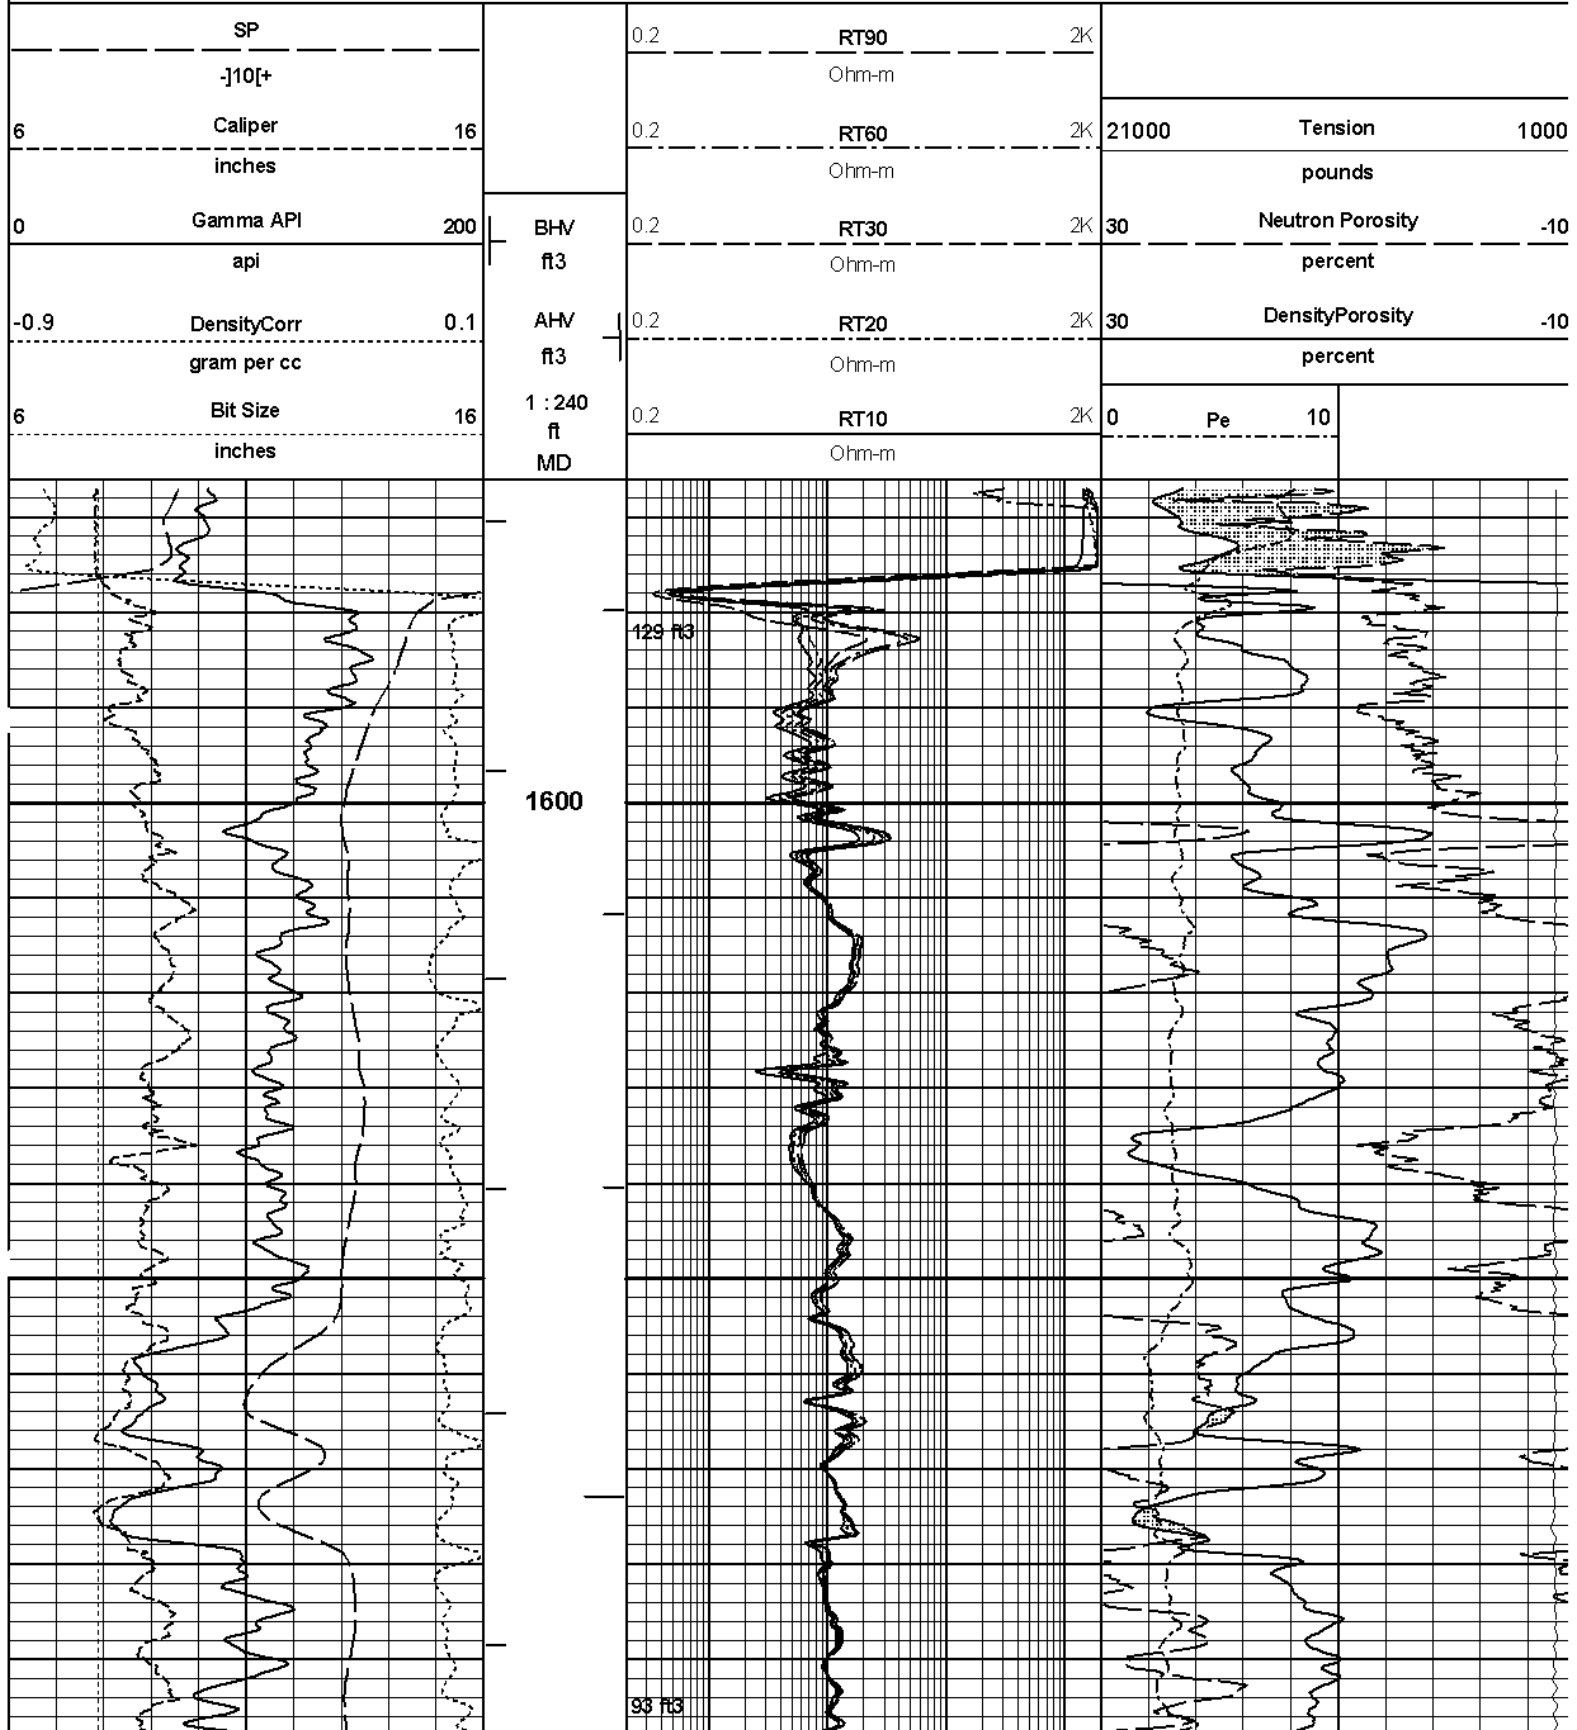 SP
-]10[+
6 Caliper 16
inches
0 Gamma API 200
api
-0.9 DensityCorr 0.1
gram per cc
6 Bit Size 16
inches
BHV
ft3
AHV
ft3
1 : 240
ft
MD
0.2 RT90 2K
Ohm-m
0.2 RT60 2K
Ohm-m
0.2 RT30 2K
Ohm-m
0.2 RT20 2K
Ohm-m
0.2 RT10 2K
Ohm-m
21000 Tension 1000
pounds
30 Neutron Porosity -10
percent
30 DensityPorosity -10
percent
0 Pe 10
129 ft3
1600
93 ft3